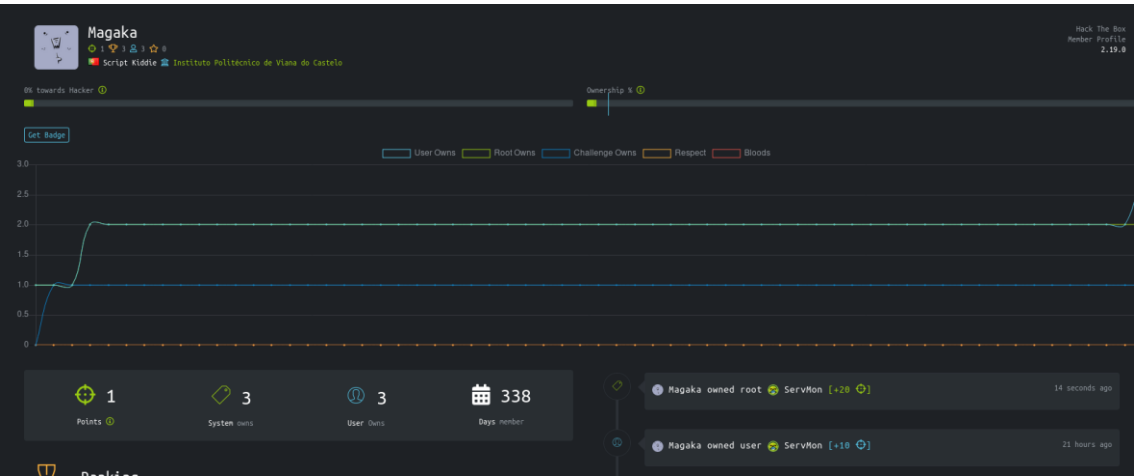 Magaka
1 3 3 0
Script Kiddie Instituto Politécnico de Viana do Castelo
Hack The Box
Member Profile
2.19.0
0% towards Hacker
Ownership %
Get Badge
User Owns Root Owns Challenge Owns Respect Bloods
3.0
2.5
2.0
1.5
1.0
0.5
0
1
Points
3
System owns
3
User Owns
338
Days member
Magaka owned root ServMon [+20 ]
14 seconds ago
Magaka owned user ServMon [+10 ]
21 hours ago